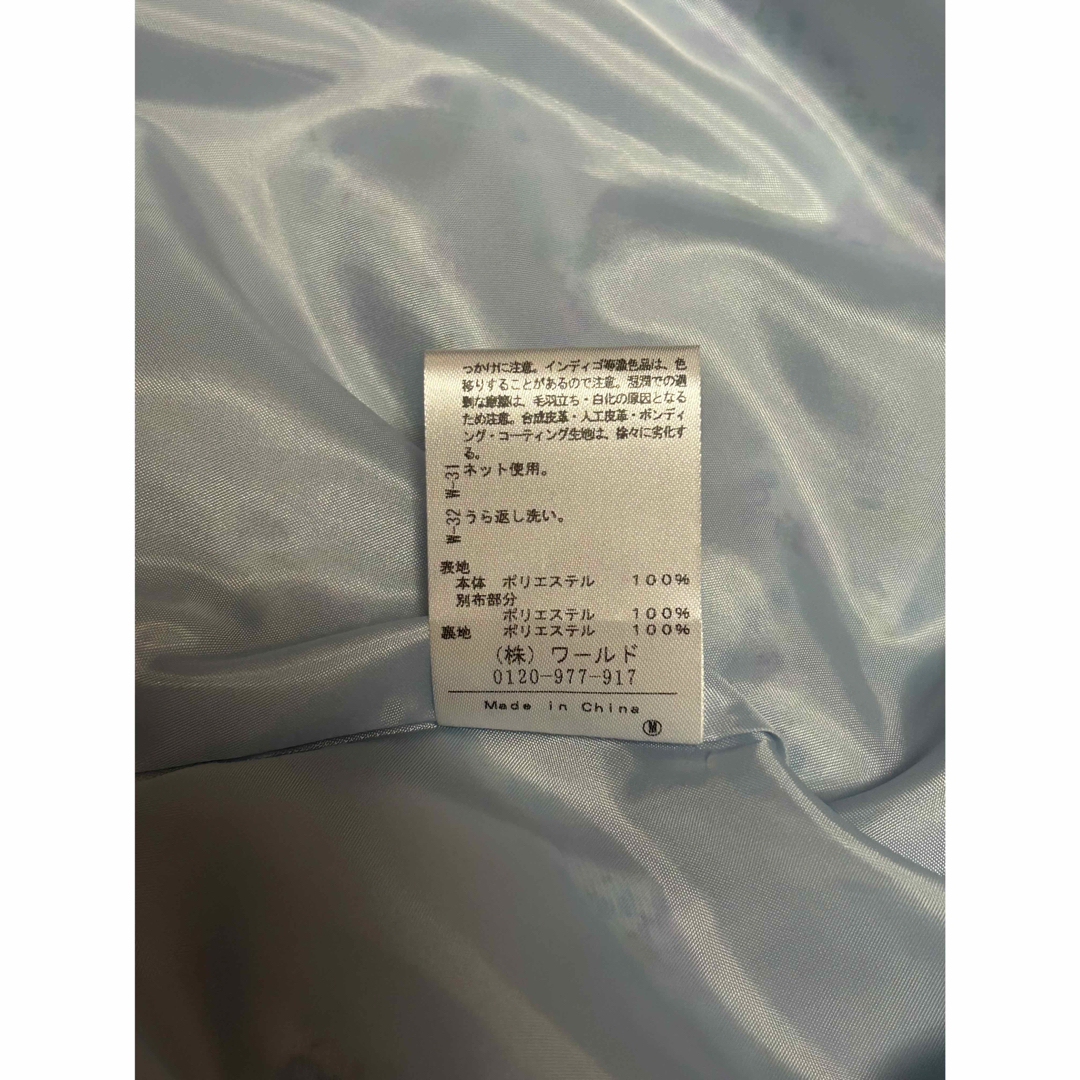 っかけに注意。インディゴ等濃色品は、色
移りすることがあるので注意。湿潤での過
剰な摩擦は、毛羽立ち・白化の原因となる
ため注意。合成皮革・人工皮革・ボンディ
ング・コーティング生地は、徐々に劣化す
る。
W-31 ネット使用。
W-32 うら返し洗い。
表地
本体 ポリエステル 100%
別布部分
ポリエステル 100%
裏地 ポリエステル 100%
(株)ワールド
0120-977-917
Made in China
Ⓜ